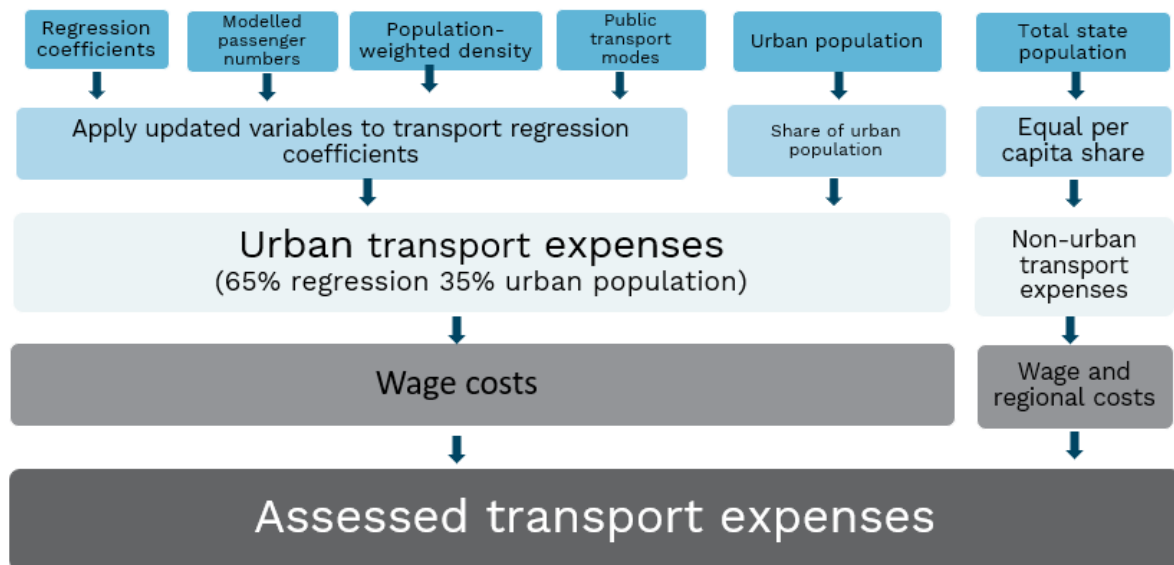 Regression
coefficients
Modelled
passenger
numbers
Population-
weighted density
Public
transport
modes
Urban population
Total state
population
Apply updated variables to transport regression
coefficients
Share of urban
population
Equal per
capita share
Urban transport expenses
(65% regression 35% urban population)
Non-urban
transport
expenses
Wage costs
Wage and
regional costs
Assessed transport expenses